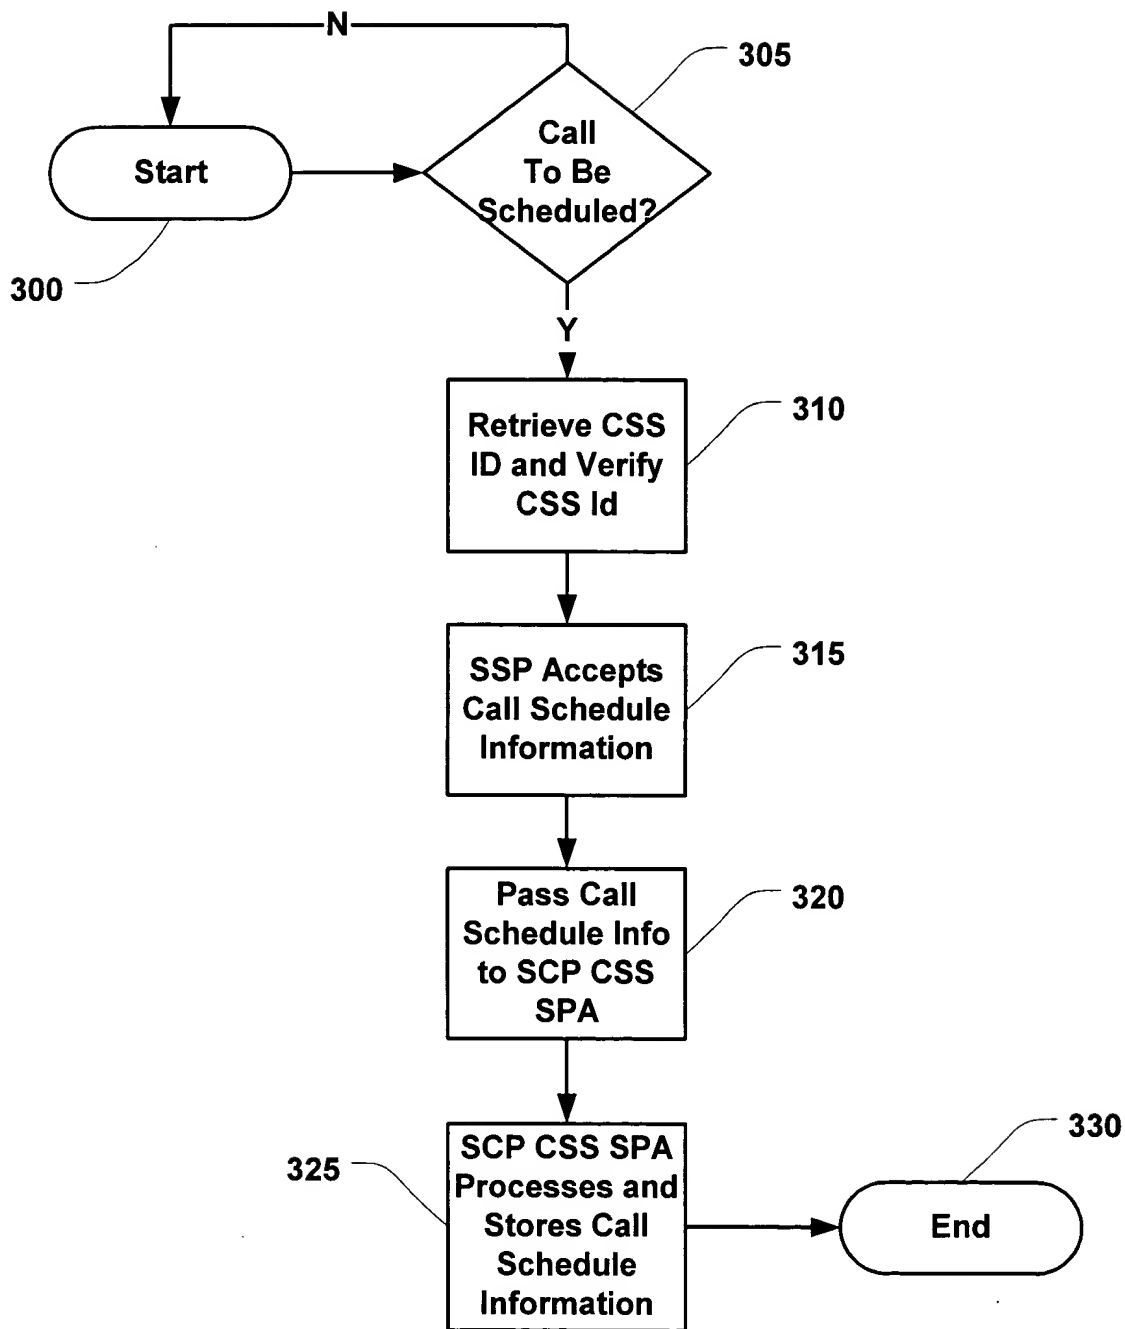 N
305
Call
To Be
Scheduled?
Start
300
Y
310
Retrieve CSS
ID and Verify
CSS Id
315
SSP Accepts
Call Schedule
Information
320
Pass Call
Schedule Info
to SCP CSS
SPA
325
SCP CSS SPA
Processes and
Stores Call
Schedule
Information
330
End